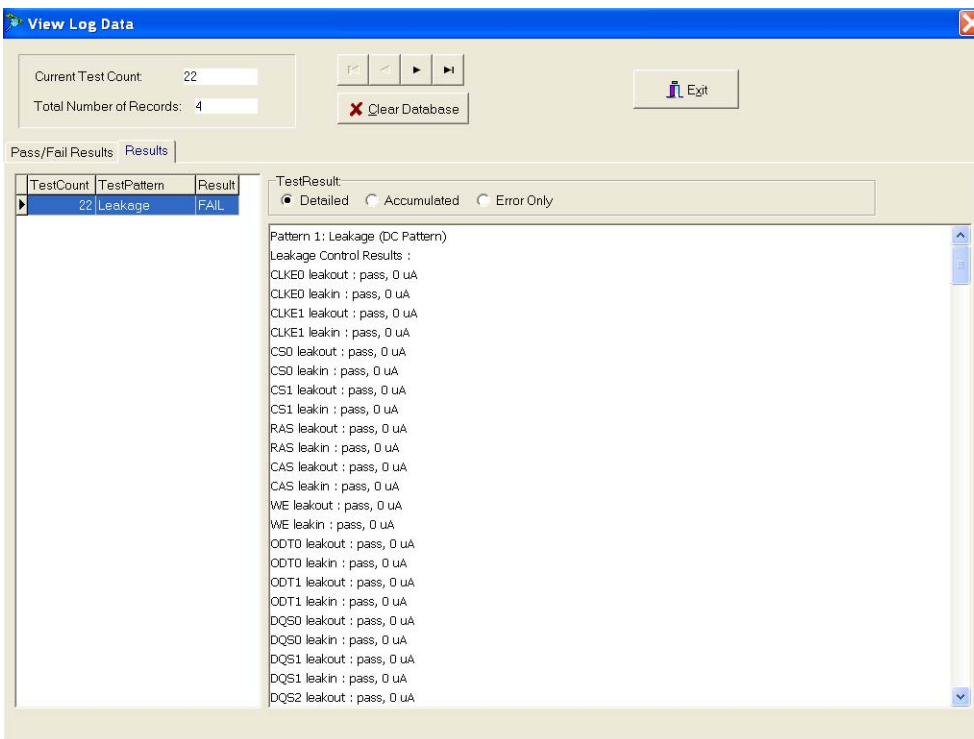 View Log Data
Current Test Count: 22
Total Number of Records: 4
Clear Database
Exit
Pass/Fail Results Results
TestCount TestPattern Result
22 Leakage FAIL
TestResult:
Detailed Accumulated Error Only
Pattern 1: Leakage (DC Pattern)
Leakage Control Results :
CLKE0 leakout : pass, 0 uA
CLKE0 leakin : pass, 0 uA
CLKE1 leakout : pass, 0 uA
CLKE1 leakin : pass, 0 uA
CS0 leakout : pass, 0 uA
CS0 leakin : pass, 0 uA
CS1 leakout : pass, 0 uA
CS1 leakin : pass, 0 uA
RAS leakout : pass, 0 uA
RAS leakin : pass, 0 uA
CAS leakout : pass, 0 uA
CAS leakin : pass, 0 uA
WE leakout : pass, 0 uA
WE leakin : pass, 0 uA
ODT0 leakout : pass, 0 uA
ODT0 leakin : pass, 0 uA
ODT1 leakout : pass, 0 uA
ODT1 leakin : pass, 0 uA
DQS0 leakout : pass, 0 uA
DQS0 leakin : pass, 0 uA
DQS1 leakout : pass, 0 uA
DQS1 leakin : pass, 0 uA
DQS2 leakout : pass, 0 uA